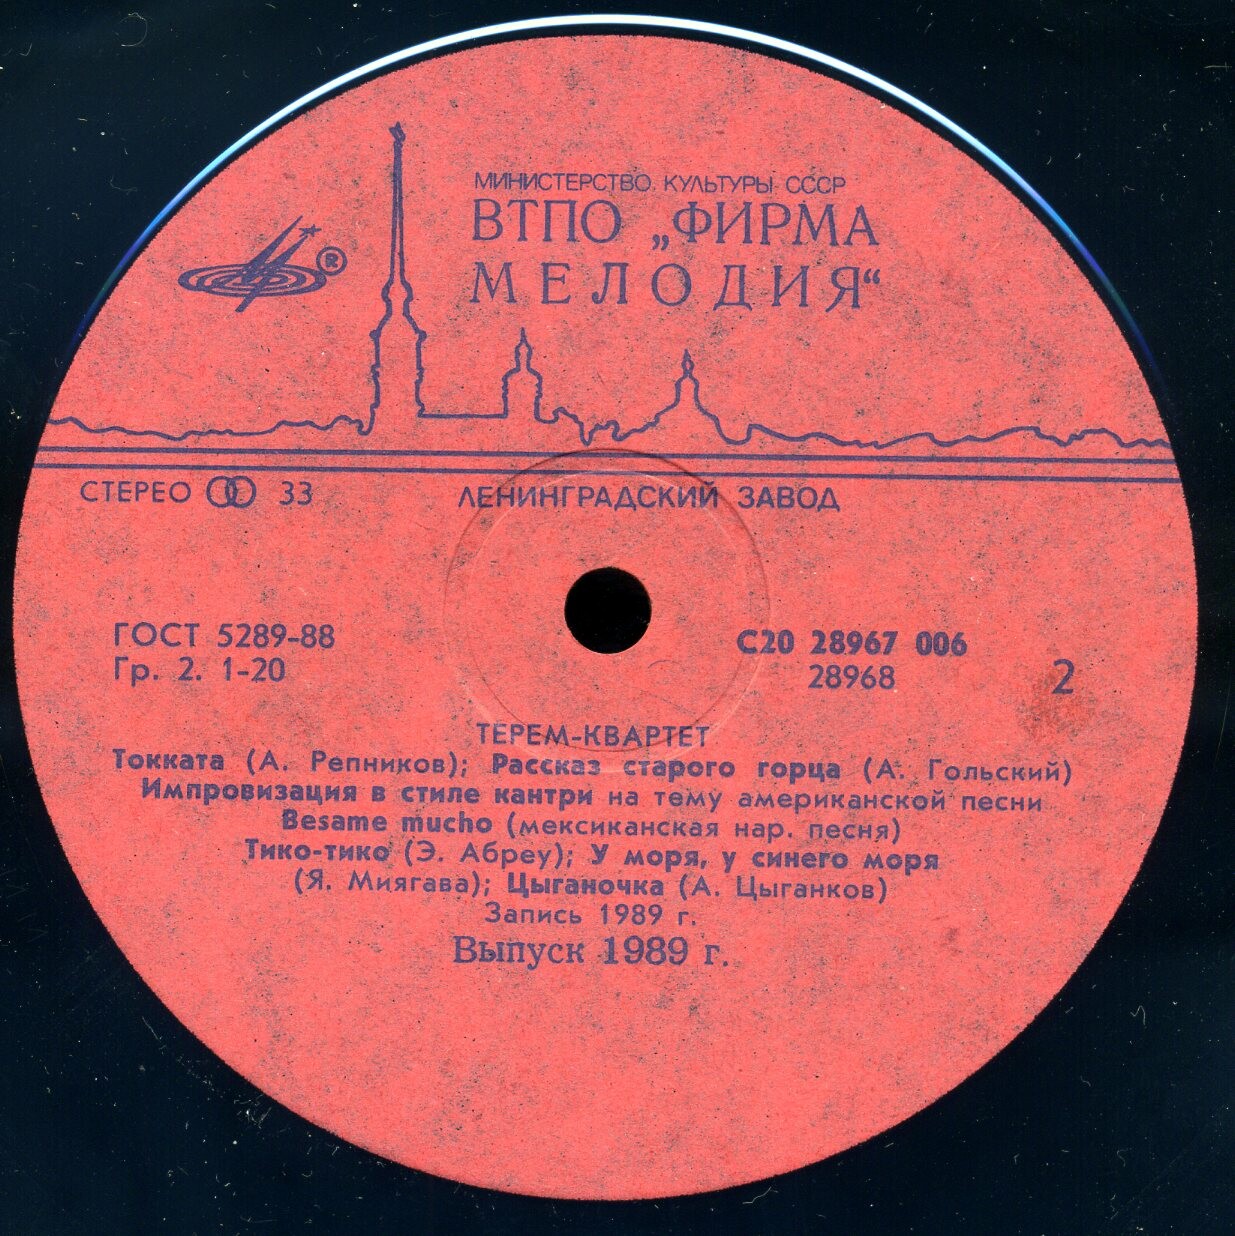 МИНИСТЕРСТВО КУЛЬТУРЫ СССР
ВТПО „ФИРМА
МЕЛОДИЯ“
®
СТЕРЕО 33
ЛЕНИНГРАДСКИЙ ЗАВОД
ГОСТ 5289-88
Гр. 2. 1-20
С20 28967 006
28968
2
ТЕРЕМ-КВАРТЕТ
Токката (А. Репников); Рассказ старого горца (А. Гольский)
Импровизация в стиле кантри на тему американской песни
Besame mucho (мексиканская нар. песня)
Тико-тико (Э. Абреу); У моря, у синего моря
(Я. Миягава); Цыганочка (А. Цыганков)
Запись 1989 г.
Выпуск 1989 г.